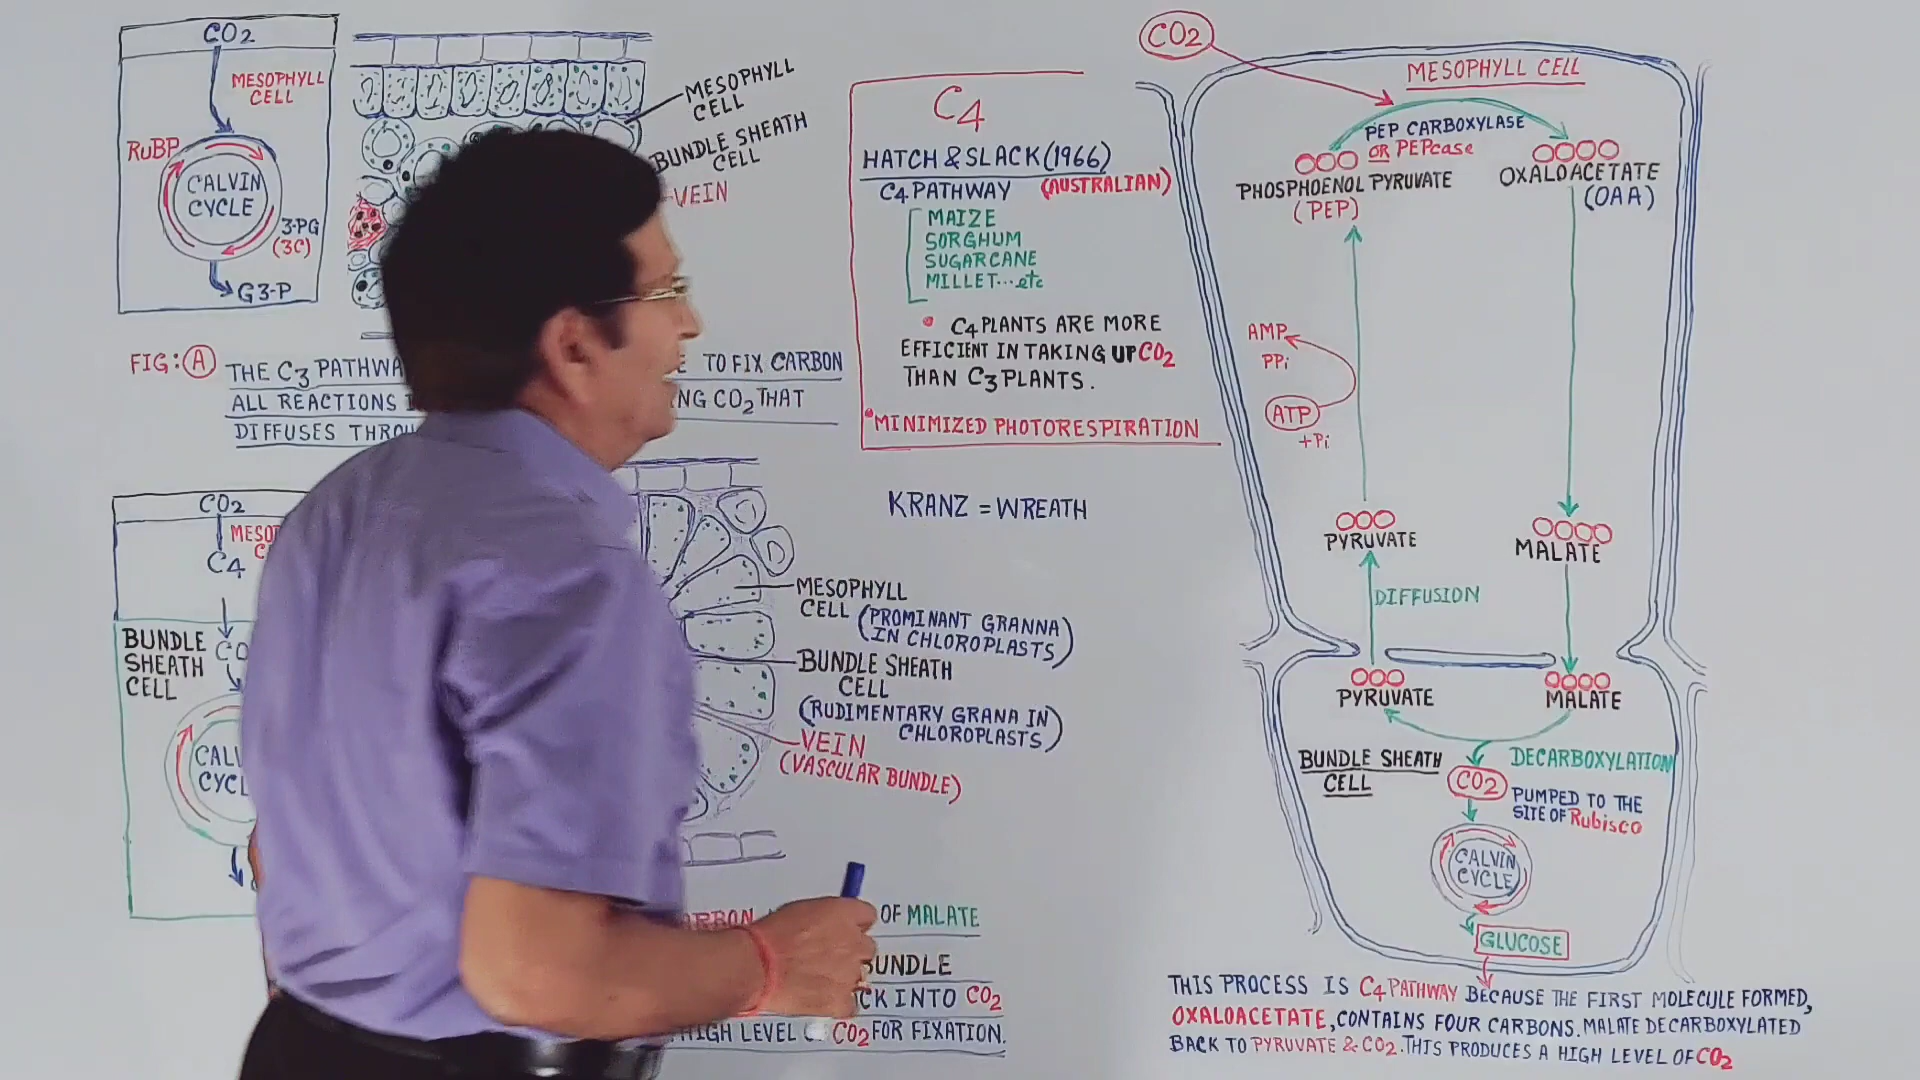 CO2
MESOPHYLL
CELL
RuBP
CALVIN
CYCLE
3-PG
(3C)
G3-P
MESOPHYLL
CELL
BUNDLE SHEATH
CELL
VEIN
FIG: A
THE C3 PATHWA
TO FIX CARBON
ALL REACTIONS
CO2 THAT
DIFFUSES
CO2
C4
BUNDLE
SHEATH
CELL
MESOPHYLL
CELL (PROMINANT GRANNA
IN CHLOROPLASTS)
BUNDLE SHEATH
CELL
(RUDIMENTARY GRANA IN
CHLOROPLASTS)
VEIN
(VASCULAR BUNDLE)
OF MALATE
BUNDLE
INTO CO2
HIGH LEVEL
CO2 FOR FIXATION.
C4
HATCH & SLACK (1966)
C4 PATHWAY (AUSTRALIAN)
MAIZE
SORGHUM
SUGARCANE
MILLET...etc
• C4 PLANTS ARE MORE
EFFICIENT IN TAKING UP CO2
THAN C3 PLANTS.
•MINIMIZED PHOTORESPIRATION
KRANZ = WREATH
CO2
MESOPHYLL CELL
PEP CARBOXYLASE
OR PEPcase
PHOSPHOENOL PYRUVATE
(PEP)
OXALOACETATE
(OAA)
AMP
PPi
ATP
+Pi
PYRUVATE
MALATE
DIFFUSION
PYRUVATE
MALATE
BUNDLE SHEATH
CELL
DECARBOXYLATION
CO2
PUMPED TO THE
SITE OF Rubisco
CALVIN
CYCLE
GLUCOSE
THIS PROCESS IS C4 PATHWAY BECAUSE THE FIRST MOLECULE FORMED,
OXALOACETATE, CONTAINS FOUR CARBONS. MALATE DECARBOXYLATED
BACK TO PYRUVATE & CO2. THIS PRODUCES A HIGH LEVEL OF CO2